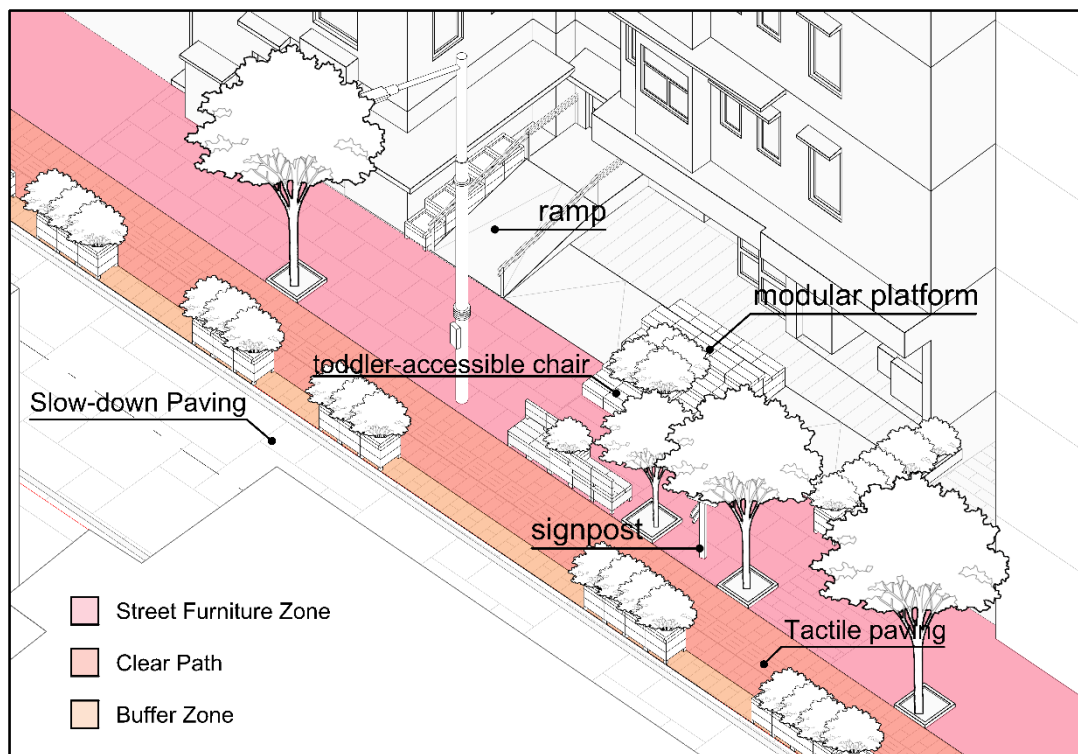 ramp
modular platform
toddler-accessible chair
Slow-down Paving
signpost
Street Furniture Zone
Tactile paving
Clear Path
Buffer Zone